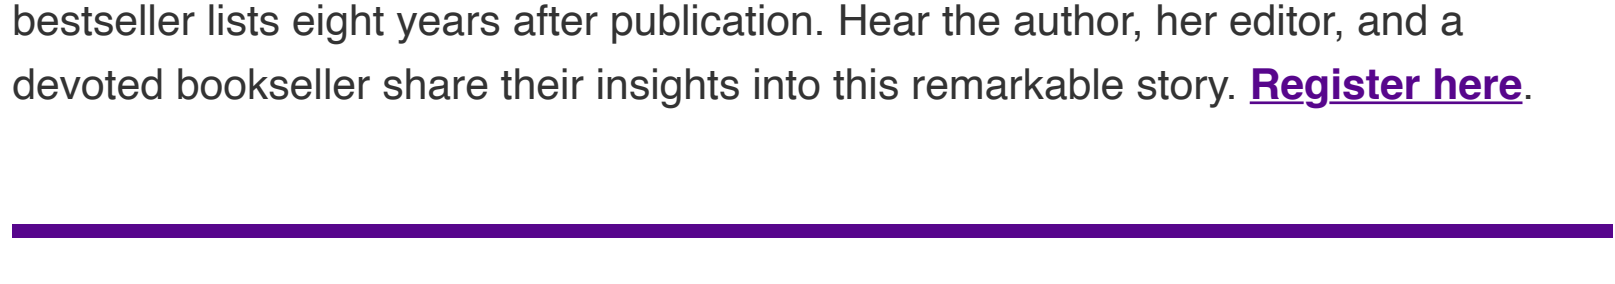 bestseller lists eight years after publication. Hear the author, her editor, and a
devoted bookseller share their insights into this remarkable story. Register here.